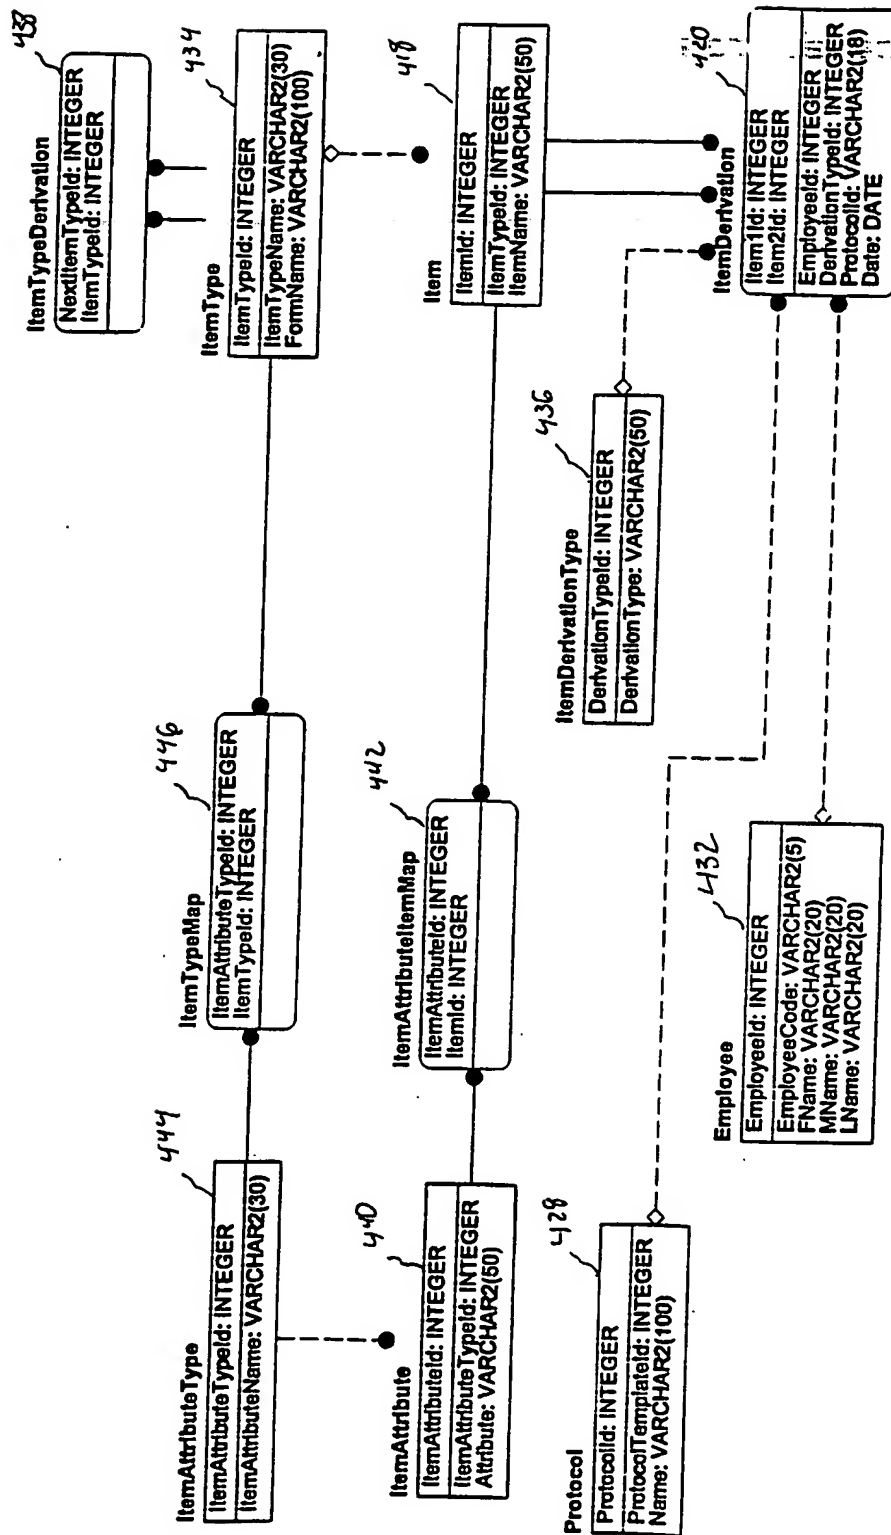 ItemAttributeType
444
ItemAttributeTypeId: INTEGER
ItemAttributeName: VARCHAR2(30)
ItemTypeMap
446
ItemAttributeTypeId: INTEGER
ItemTypeId: INTEGER
ItemType
434
ItemTypeId: INTEGER
ItemTypeName: VARCHAR2(30)
FormName: VARCHAR2(100)
ItemTypeDerivation
438
NextItemTypeId: INTEGER
ItemTypeId: INTEGER
ItemAttribute
440
ItemAttributeId: INTEGER
ItemAttributeTypeId: INTEGER
Attribute: VARCHAR2(50)
ItemAttributeItemMap
442
ItemAttributeId: INTEGER
ItemId: INTEGER
Item
418
ItemId: INTEGER
ItemTypeId: INTEGER
ItemName: VARCHAR2(50)
ItemDerivationType
436
DerivationTypeId: INTEGER
DerivationType: VARCHAR2(50)
Protocol
428
ProtocolId: INTEGER
ProtocolTemplateId: INTEGER
Name: VARCHAR2(100)
Employee
432
EmployeeId: INTEGER
EmployeeCode: VARCHAR2(5)
FName: VARCHAR2(20)
MName: VARCHAR2(20)
LName: VARCHAR2(20)
ItemDerivation
420
Item1Id: INTEGER
Item2Id: INTEGER
EmployeeId: INTEGER
DerivationTypeId: INTEGER
ProtocolId: VARCHAR2(18)
Date: DATE